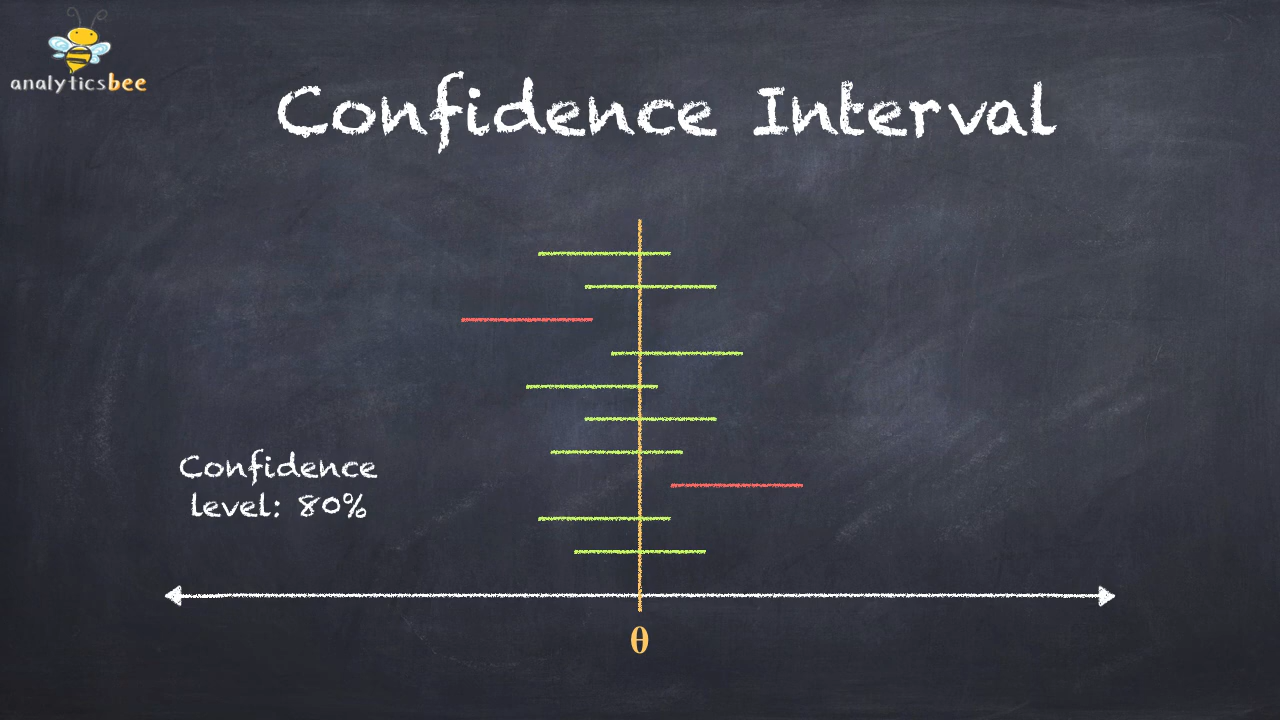 analyticsbee
Confidence Interval
Confidence
level: 80%
θ